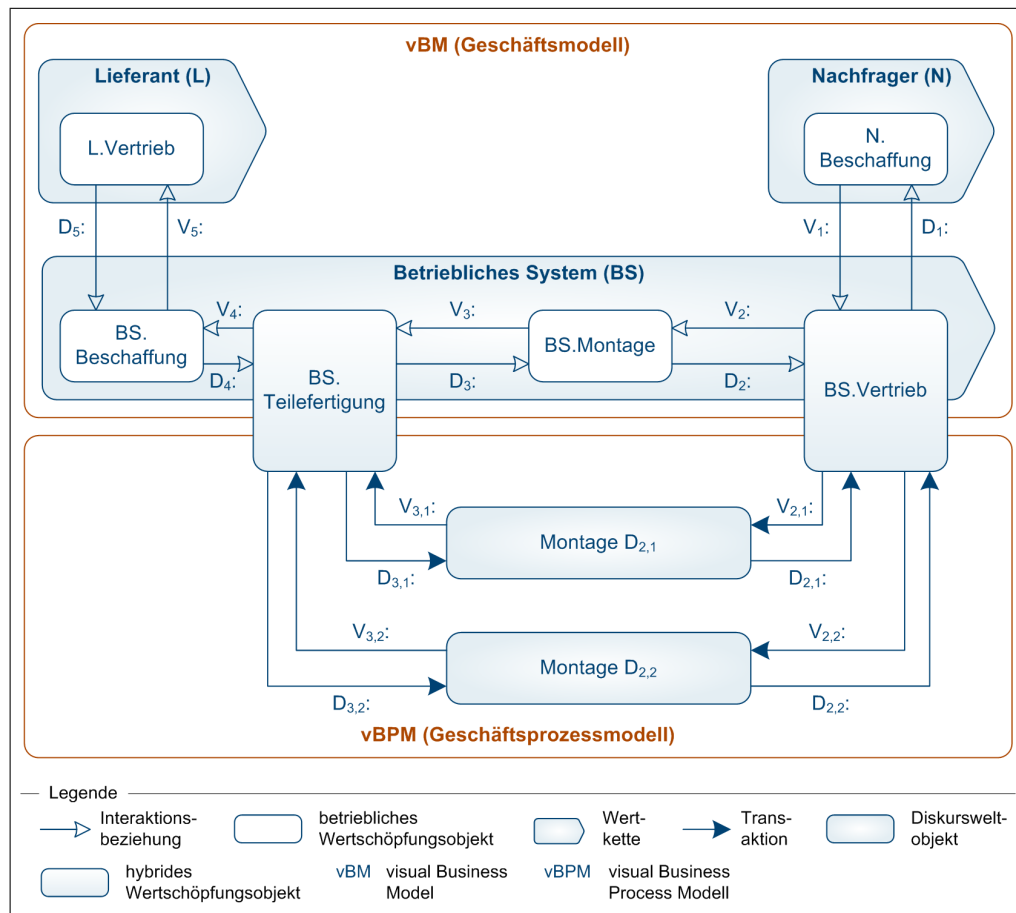 vBM (Geschäftsmodell)
Lieferant (L)
Nachfrager (N)
L.Vertrieb
N.
Beschaffung
D5:
V5:
V1:
D1:
Betriebliches System (BS)
V4:
V3:
V2:
BS.
Beschaffung
BS.
Teilefertigung
BS.Montage
BS.Vertrieb
D4:
D3:
D2:
V3,1:
V2,1:
Montage D2,1
D3,1:
D2,1:
V3,2:
V2,2:
Montage D2,2
D3,2:
D2,2:
vBPM (Geschäftsprozessmodell)
Legende
Interaktions-
beziehung
betriebliches
Wertschöpfungsobjekt
Wert-
kette
Trans-
aktion
Diskurswelt-
objekt
hybrides
Wertschöpfungsobjekt
vBM
visual Business
Model
vBPM
visual Business
Process Modell